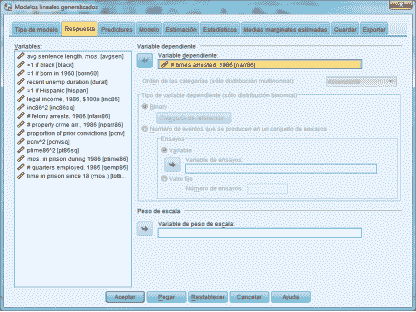 Modelos lineales generalizados
Tipo de modelo Respuesta Predictores Modelo Estimación Estadísticos Medias marginales estimadas Guardar Exportar
Variables:
avg sentence length, mos. [avgsen]
=1 if black [black]
=1 if born in 1960 [born60]
recent unemp duration [durat]
=1 if Hispanic [hispan]
legal income, 1986, $100s [inc86]
inc86^2 [inc86sq]
# felony arrests, 1986 [nfarr86]
# property crme arr., 1986 [nparr86]
proportion of prior convictions [pcnv]
pcnv^2 [pcnvsq]
ptime86^2 [pt86sq]
mos. in prison during 1986 [ptime86]
# quarters employed, 1986 [qemp86]
time in prison since 18 (mos.) [tott...
Variable dependiente
Variable dependiente:
# times arrested, 1986 [narr86]
Orden de las categorías (sólo distribución multinomial):
Ascendente
Tipo de variable dependiente (sólo distribución binomial)
Binary
Categoría de referencia...
Número de eventos que se producen en un conjunto de ensayos
Ensayos
Variable
Variable de ensayos:
Valor fijo
Número de ensayos:
Peso de escala
Variable de peso de escala:
Aceptar Pegar Restablecer Cancelar Ayuda